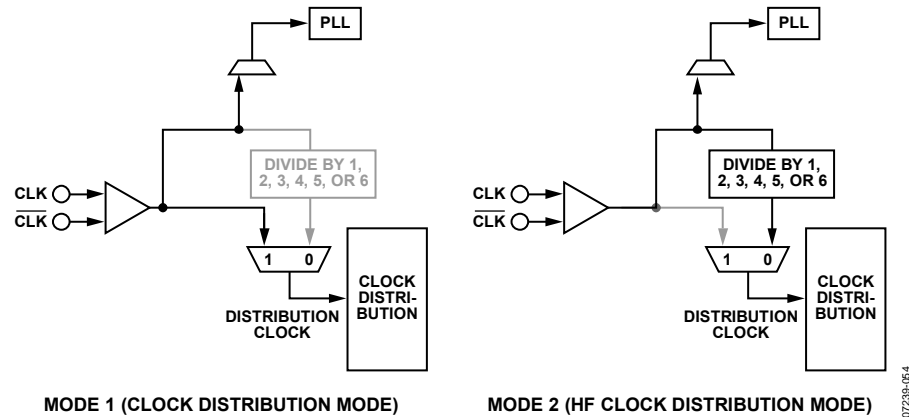 PLL
DIVIDE BY 1,
2, 3, 4, 5, OR 6
CLK
CLK
1 0
DISTRIBUTION
CLOCK
CLOCK
DISTRI-
BUTION
MODE 1 (CLOCK DISTRIBUTION MODE)
PLL
DIVIDE BY 1,
2, 3, 4, 5, OR 6
CLK
CLK
1 0
DISTRIBUTION
CLOCK
CLOCK
DISTRI-
BUTION
MODE 2 (HF CLOCK DISTRIBUTION MODE)
07239-054